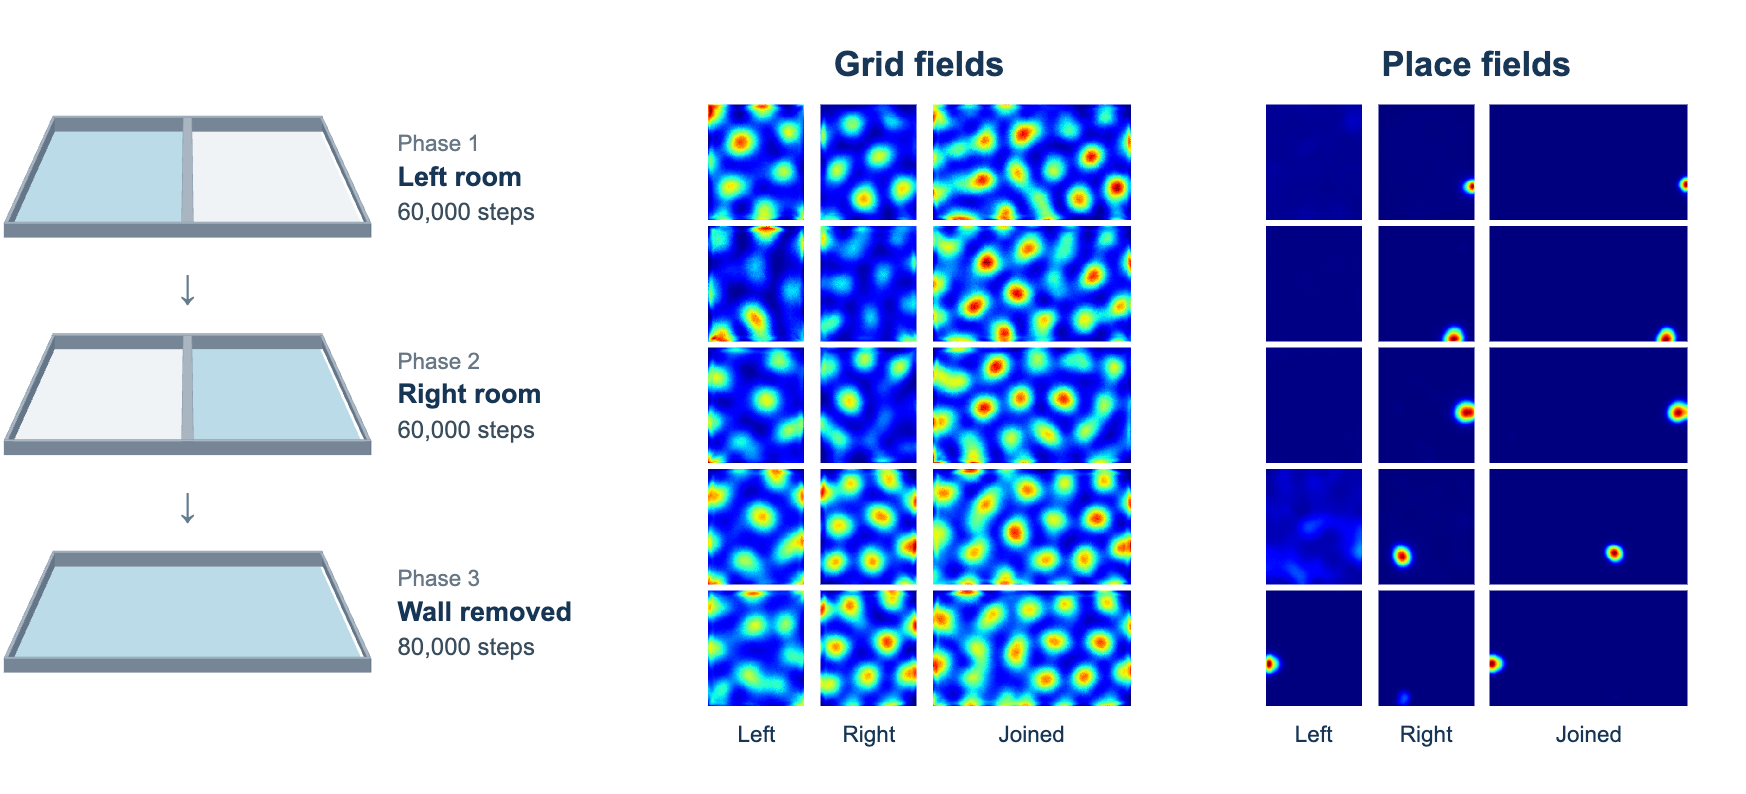 Grid fields
Place fields
Phase 1
Left room
60,000 steps
↓
Phase 2
Right room
60,000 steps
↓
Phase 3
Wall removed
80,000 steps
Left
Right
Joined
Left
Right
Joined